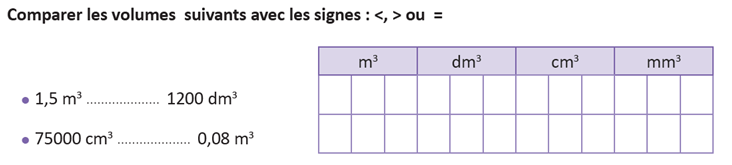 Comparer les volumes  suivants avec les signes : <, > ou  =
m³ dm³ cm³ mm³
• 1,5 m³ .................... 1200 dm³
• 75000 cm³ .................... 0,08 m³